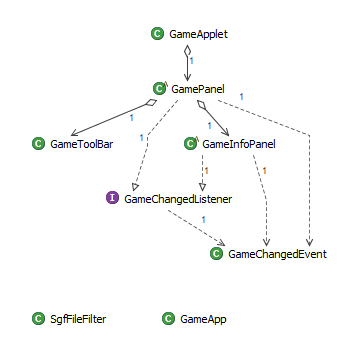 C GameApplet
1
C A GamePanel
1
1
1
1
C GameToolBar
C A GameInfoPanel
1
1
I GameChangedListener
1
C GameChangedEvent
C SgfFileFilter
C GameApp